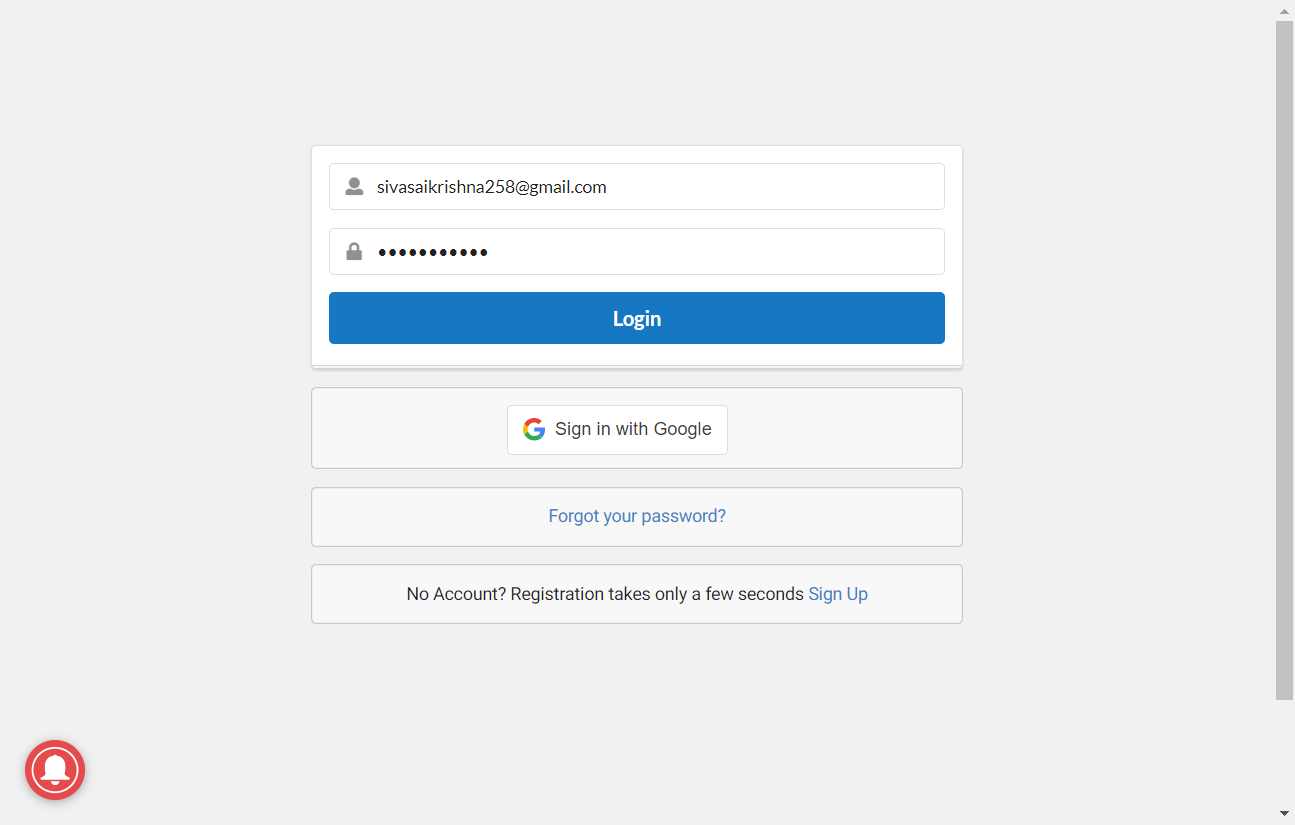 sivasaikrishna258@gmail.com
•••••••••••
Login
Sign in with Google
Forgot your password?
No Account? Registration takes only a few seconds Sign Up